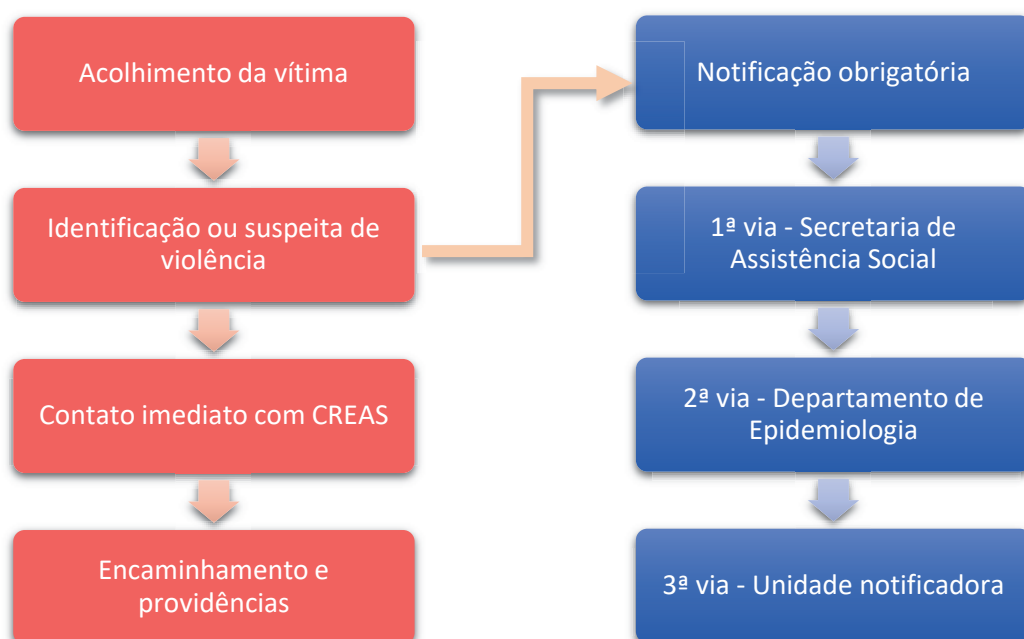 Acolhimento da vítima
Identificação ou suspeita de
violência
Contato imediato com CREAS
Encaminhamento e
providências
Notificação obrigatória
1ª via - Secretaria de
Assistência Social
2ª via - Departamento de
Epidemiologia
3ª via - Unidade notificadora